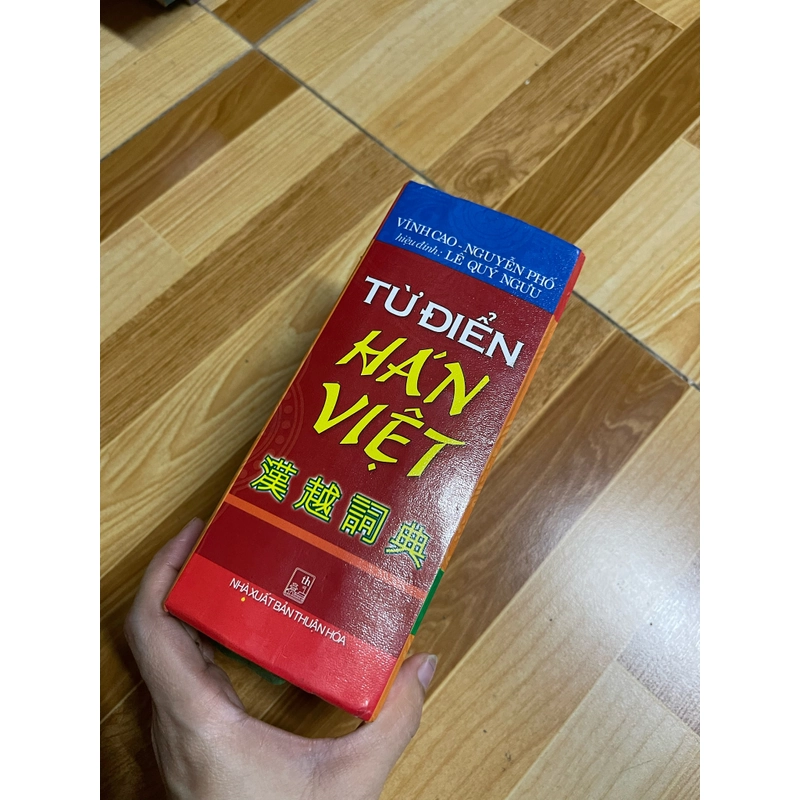 VĨNH CAO - NGUYỄN PHỐ
hiệu đính: LÊ QUÝ NGƯU
TỪ ĐIỂN
HÁN
VIỆT
漢越詞典
th
NHÀ XUẤT BẢN THUẬN HÓA